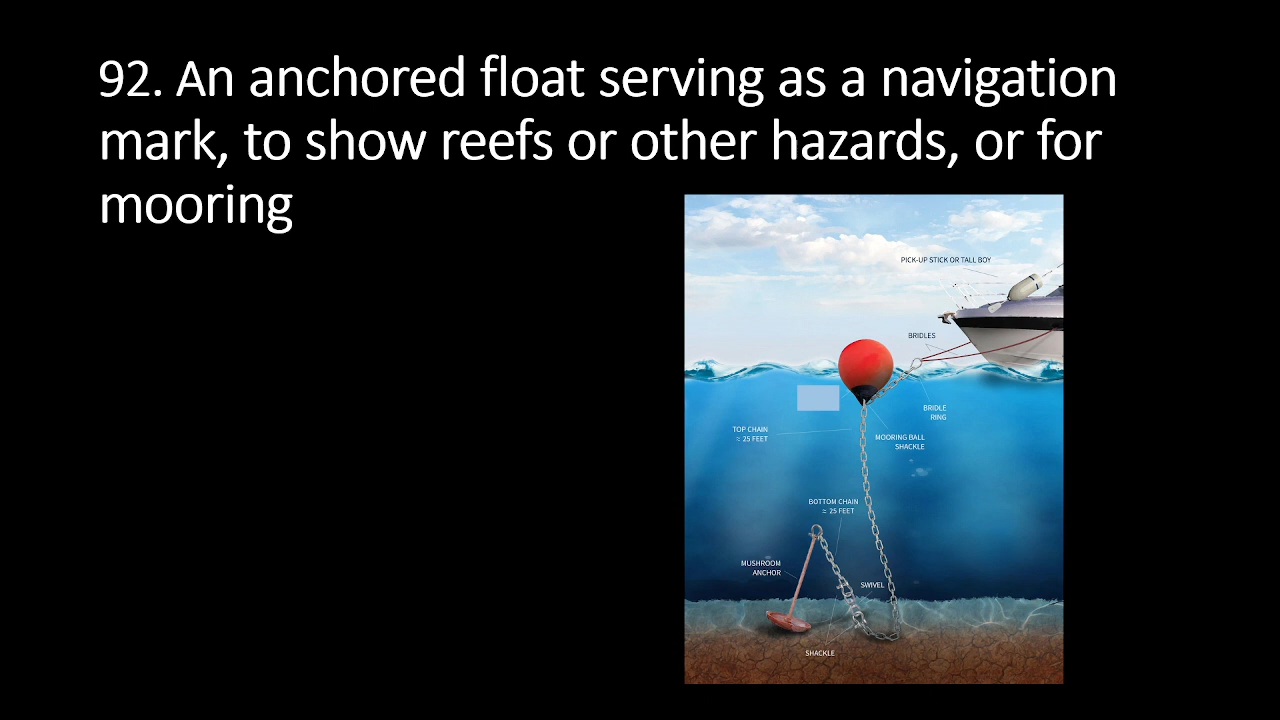 92. An anchored float serving as a navigation
mark, to show reefs or other hazards, or for
mooring
PICK-UP STICK OR TALL BOY
BRIDLES
BRIDLE
RING
TOP CHAIN
≈ 25 FEET
MOORING BALL
SHACKLE
BOTTOM CHAIN
≈ 25 FEET
MUSHROOM
ANCHOR
SWIVEL
SHACKLE